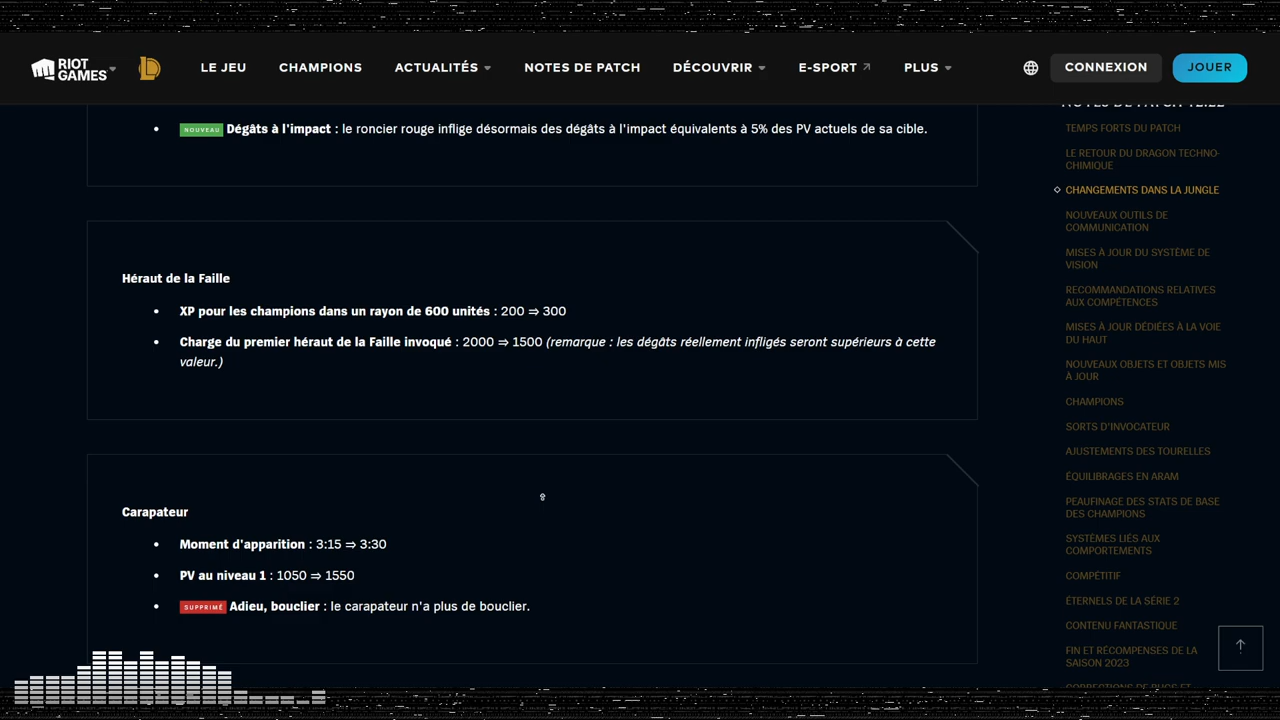 RIOT GAMES
LE JEU
CHAMPIONS
ACTUALITÉS
NOTES DE PATCH
DÉCOUVRIR
E-SPORT
PLUS
CONNEXION
JOUER
NOUVEAU Dégâts à l'impact : le roncier rouge inflige désormais des dégâts à l'impact équivalents à 5% des PV actuels de sa cible.
Héraut de la Faille
XP pour les champions dans un rayon de 600 unités : 200 ⇒ 300
Charge du premier héraut de la Faille invoqué : 2000 ⇒ 1500 (remarque : les dégâts réellement infligés seront supérieurs à cette
valeur.)
Carapateur
Moment d'apparition : 3:15 ⇒ 3:30
PV au niveau 1 : 1050 ⇒ 1550
SUPPRIMÉ Adieu, bouclier : le carapateur n'a plus de bouclier.
TEMPS FORTS DU PATCH
LE RETOUR DU DRAGON TECHNO-
CHIMIQUE
CHANGEMENTS DANS LA JUNGLE
NOUVEAUX OUTILS DE
COMMUNICATION
MISES À JOUR DU SYSTÈME DE
VISION
RECOMMANDATIONS RELATIVES
AUX COMPÉTENCES
MISES À JOUR DÉDIÉES À LA VOIE
DU HAUT
NOUVEAUX OBJETS ET OBJETS MIS
À JOUR
CHAMPIONS
SORTS D'INVOCATEUR
AJUSTEMENTS DES TOURELLES
ÉQUILIBRAGES EN ARAM
PEAUFINAGE DES STATS DE BASE
DES CHAMPIONS
SYSTÈMES LIÉS AUX
COMPORTEMENTS
COMPÉTITIF
ÉTERNELS DE LA SÉRIE 2
CONTENU FANTASTIQUE
FIN ET RÉCOMPENSES DE LA
SAISON 2023